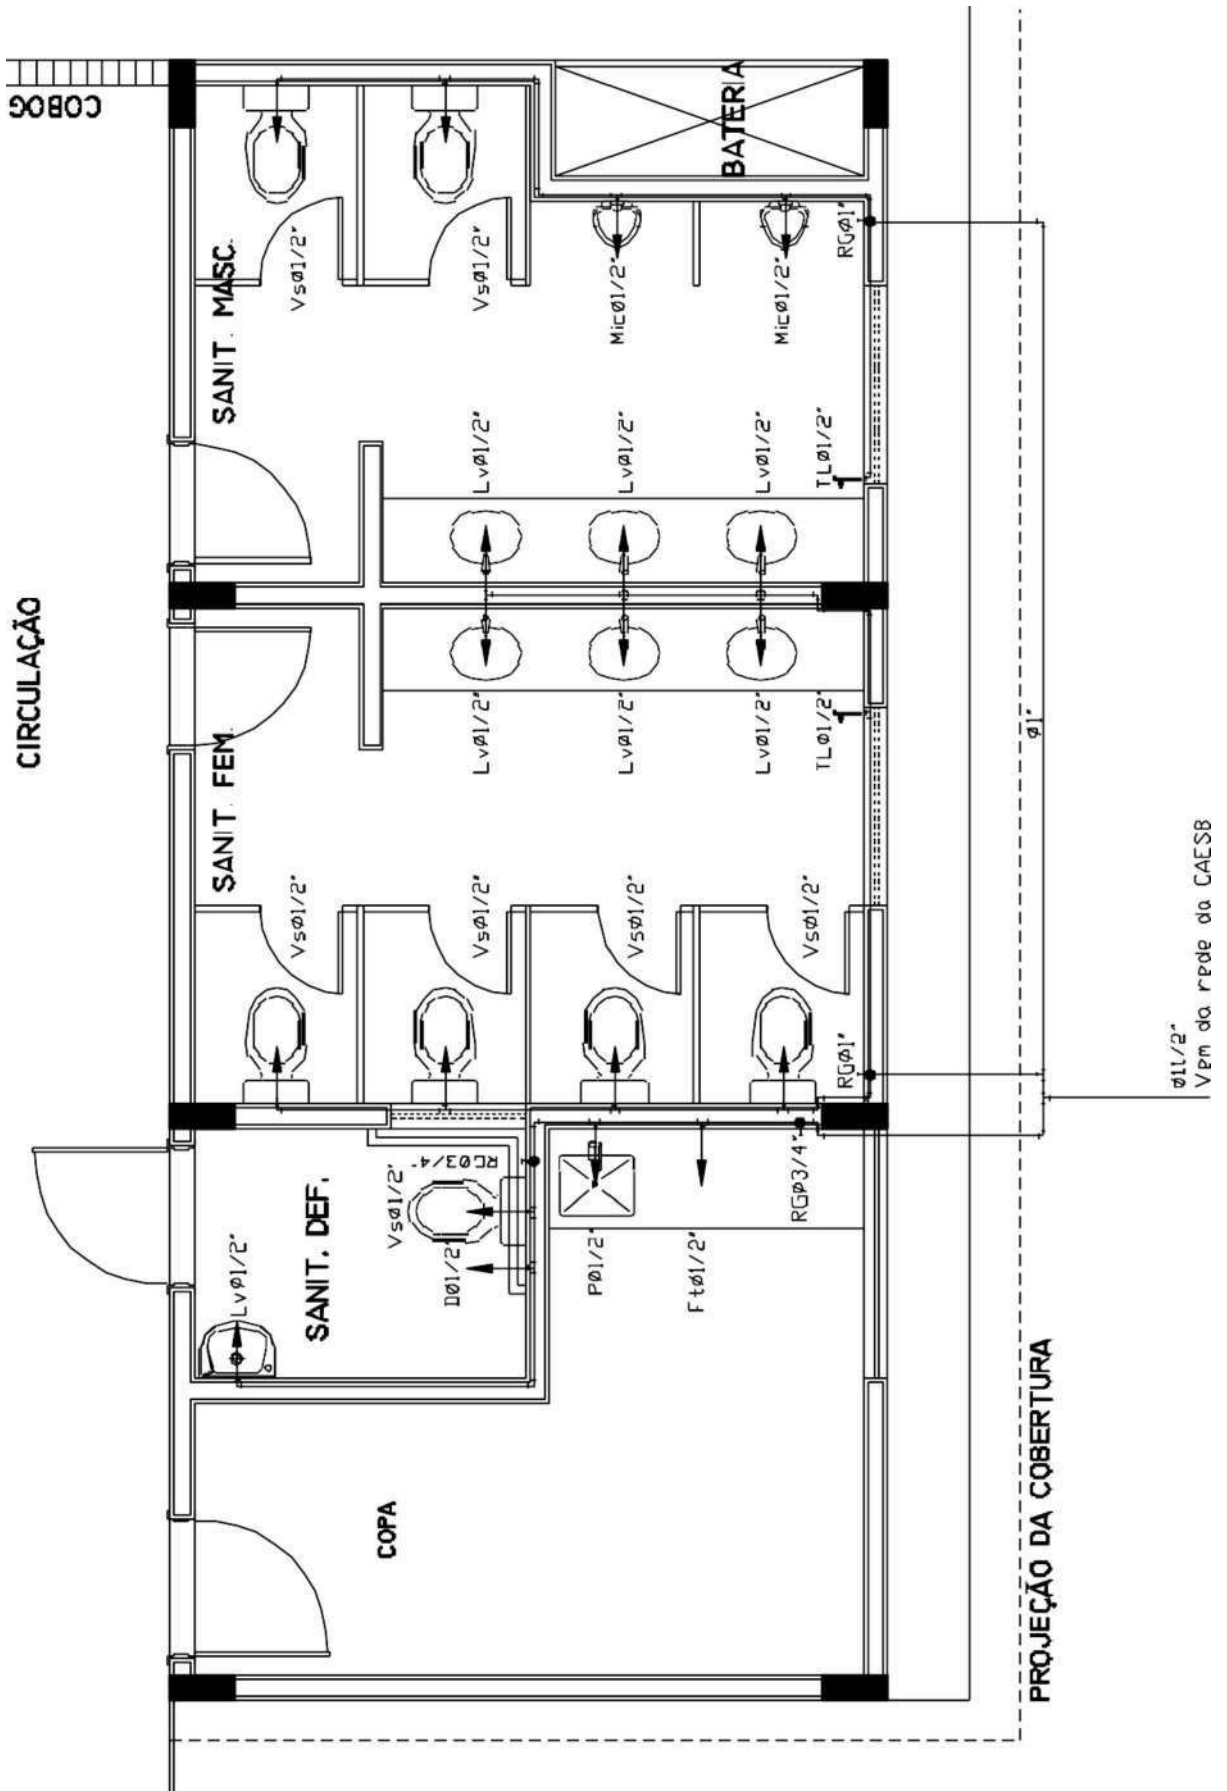 COBOG
BATERIA
CIRCULAÇÃO
SANIT. MASC.
Vsø1/2"
Vsø1/2"
Micø1/2"
Micø1/2"
RGø1"
Lvø1/2"
Lvø1/2"
Lvø1/2"
TLø1/2"
SANIT. FEM.
Lvø1/2"
Lvø1/2"
Lvø1/2"
TLø1/2"
ø1"
Vsø1/2"
Vsø1/2"
Vsø1/2"
Vsø1/2"
RGø1"
ø11/2"
Vem da rede da CAESB
SANIT. DEF.
Lvø1/2"
Vsø1/2"
RGø3/4"
Dø1/2"
Pø1/2"
Ftø1/2"
RGø3/4"
COPA
PROJEÇÃO DA COBERTURA